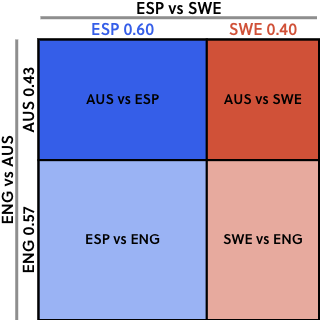 ESP vs SWE
ESP 0.60
SWE 0.40
ENG vs AUS
AUS 0.43
ENG 0.57
AUS vs ESP
AUS vs SWE
ESP vs ENG
SWE vs ENG